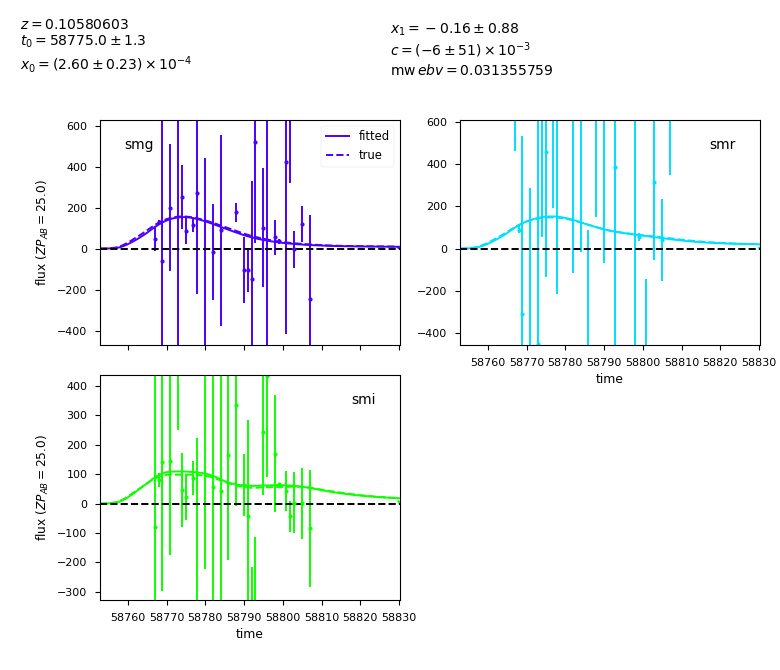 z = 0.10580603
t0 = 58775.0 ± 1.3
x0 = (2.60 ± 0.23) × 10^−4
x1 = −0.16 ± 0.88
c = (−6 ± 51) × 10^−3
mw ebv = 0.031355759
smg
fitted
true
600
400
200
0
−200
−400
flux (ZP_AB = 25.0)
smr
600
400
200
0
−200
−400
58760 58770 58780 58790 58800 58810 58820 58830
time
smi
400
300
200
100
0
−100
−200
−300
flux (ZP_AB = 25.0)
58760 58770 58780 58790 58800 58810 58820 58830
time